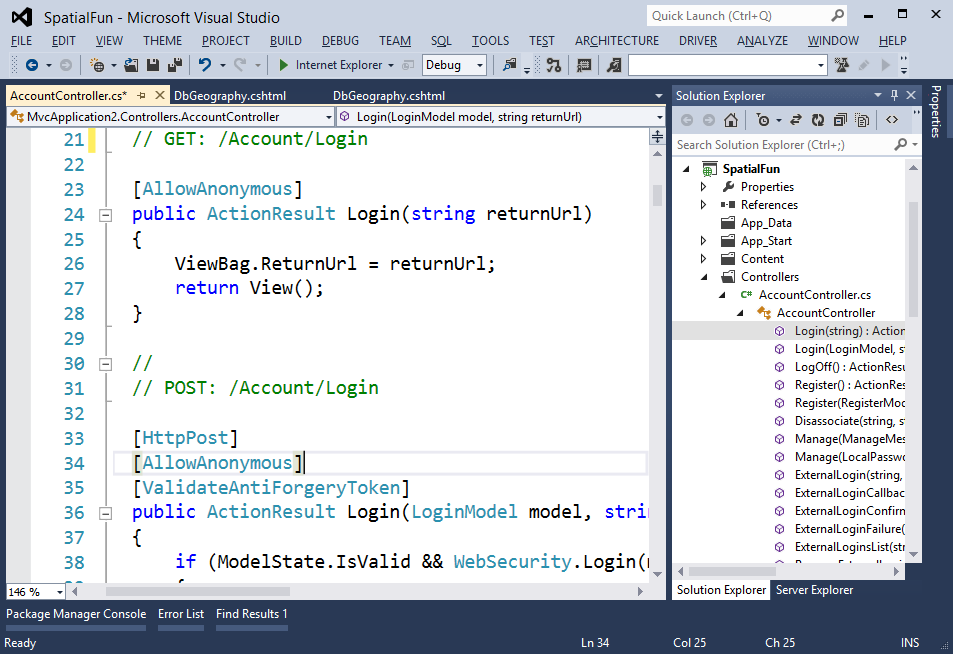 SpatialFun - Microsoft Visual Studio
Quick Launch (Ctrl+Q)
FILE EDIT VIEW THEME PROJECT BUILD DEBUG TEAM SQL TOOLS TEST ARCHITECTURE DRIVER ANALYZE WINDOW HELP
Internet Explorer Debug
AccountController.cs* DbGeography.cshtml DbGeography.cshtml
MvcApplication2.Controllers.AccountController Login(LoginModel model, string returnUrl)
21 // GET: /Account/Login
22
23 [AllowAnonymous]
24 public ActionResult Login(string returnUrl)
25 {
26 ViewBag.ReturnUrl = returnUrl;
27 return View();
28 }
29
30 //
31 // POST: /Account/Login
32
33 [HttpPost]
34 [AllowAnonymous]
35 [ValidateAntiForgeryToken]
36 public ActionResult Login(LoginModel model, strin
37 {
38 if (ModelState.IsValid && WebSecurity.Login(
146 %
Solution Explorer
Search Solution Explorer (Ctrl+;)
SpatialFun
Properties
References
App_Data
App_Start
Content
Controllers
C# AccountController.cs
AccountController
Login(string) : Action
Login(LoginModel, s
LogOff() : ActionResu
Register() : ActionRes
Register(RegisterMod
Disassociate(string, s
Manage(ManageMes
Manage(LocalPasswo
ExternalLogin(string,
ExternalLoginCallbac
ExternalLoginConfirm
ExternalLoginFailure(
ExternalLoginsList(str
Solution Explorer Server Explorer
Properties
Package Manager Console Error List Find Results 1
Ready Ln 34 Col 25 Ch 25 INS